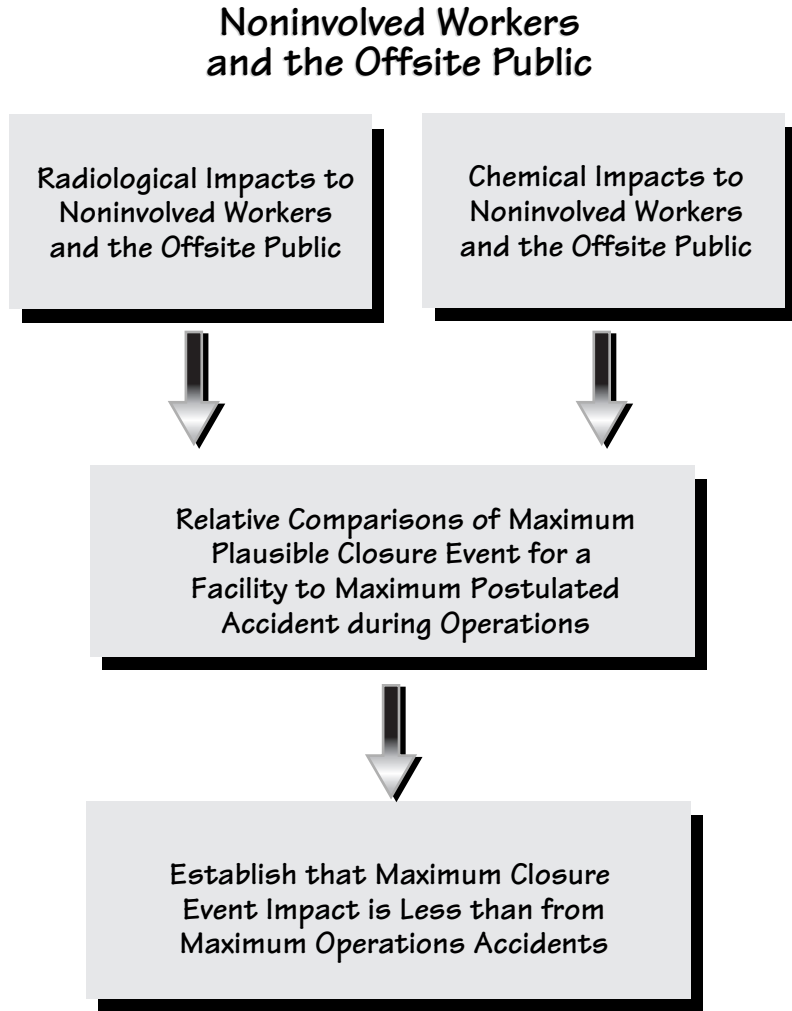 Noninvolved Workers
and the Offsite Public
Radiological Impacts to
Noninvolved Workers
and the Offsite Public
Chemical Impacts to
Noninvolved Workers
and the Offsite Public
Relative Comparisons of Maximum
Plausible Closure Event for a
Facility to Maximum Postulated
Accident during Operations
Establish that Maximum Closure
Event Impact is Less than from
Maximum Operations Accidents